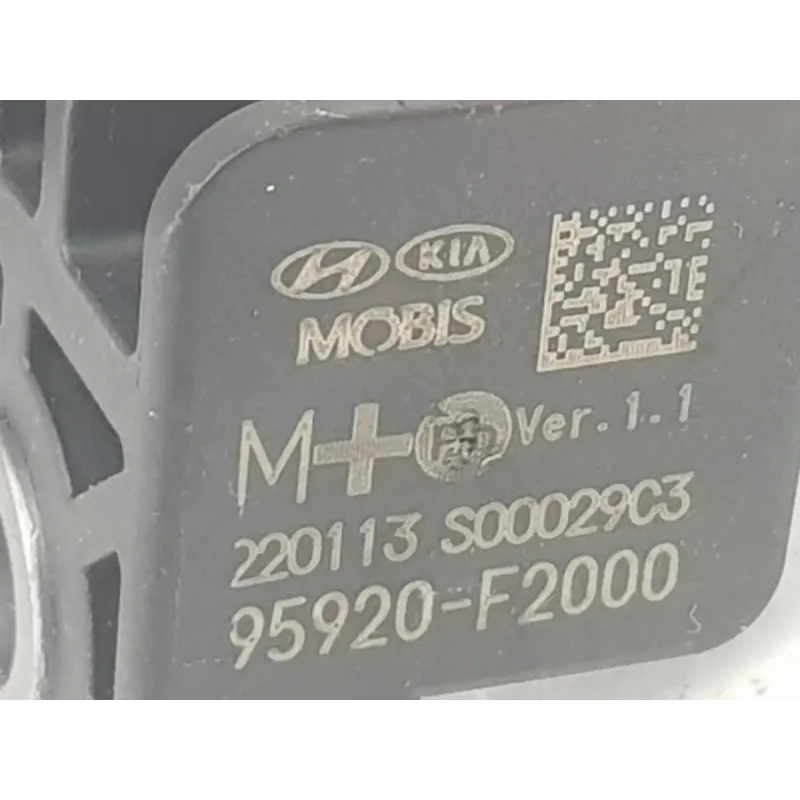 KIA
MOBIS
M+ Ver.1.1
220113 S00029C3
95920-F2000
S